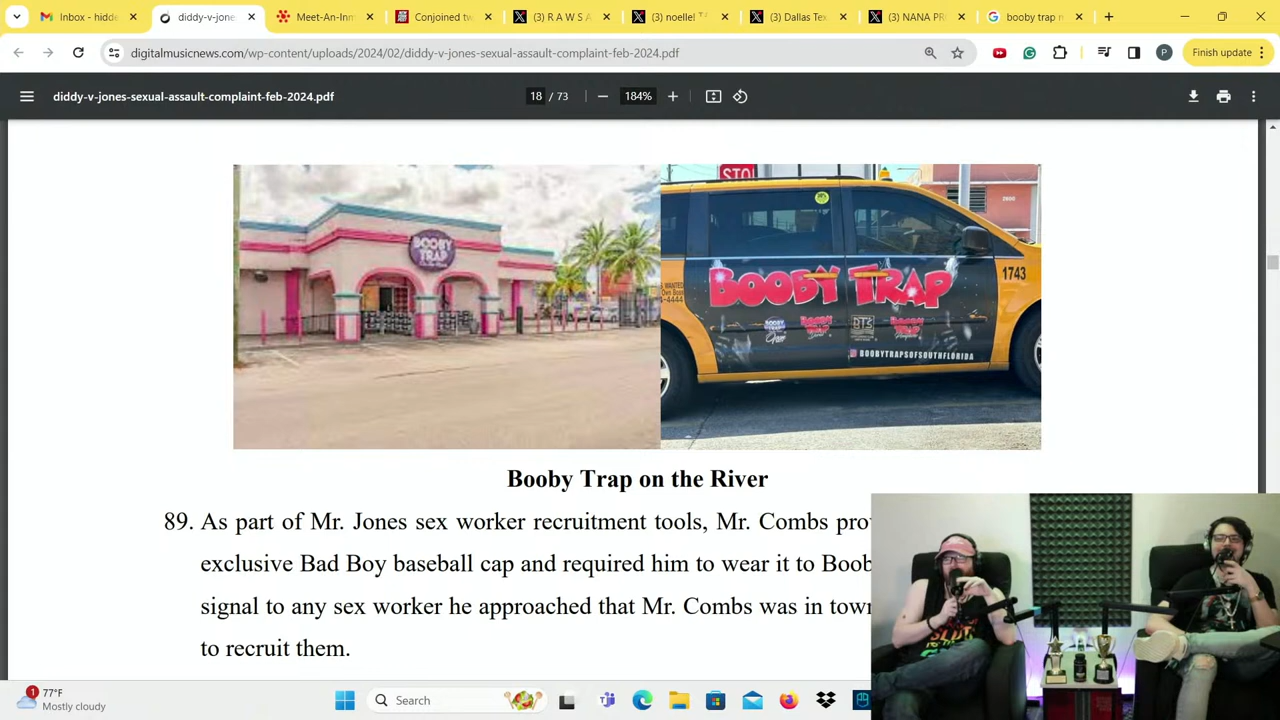 Inbox - hidde
diddy-v-jone
Meet-An-Inm
Conjoined tw
(3) R A W S A
(3) noelle!
(3) Dallas Tex
(3) NANA PR
booby trap n
digitalmusicnews.com/wp-content/uploads/2024/02/diddy-v-jones-sexual-assault-complaint-feb-2024.pdf
P
Finish update
diddy-v-jones-sexual-assault-complaint-feb-2024.pdf
18 / 73
184%
BOOBY TRAP
STO
2600
BOOBY TRAP
1743
BOOBYTRAPSOFSOUTHFLORIDA
Booby Trap on the River
89. As part of Mr. Jones sex worker recruitment tools, Mr. Combs pro
exclusive Bad Boy baseball cap and required him to wear it to Boob
signal to any sex worker he approached that Mr. Combs was in town
to recruit them.
1
77°F
Mostly cloudy
Search